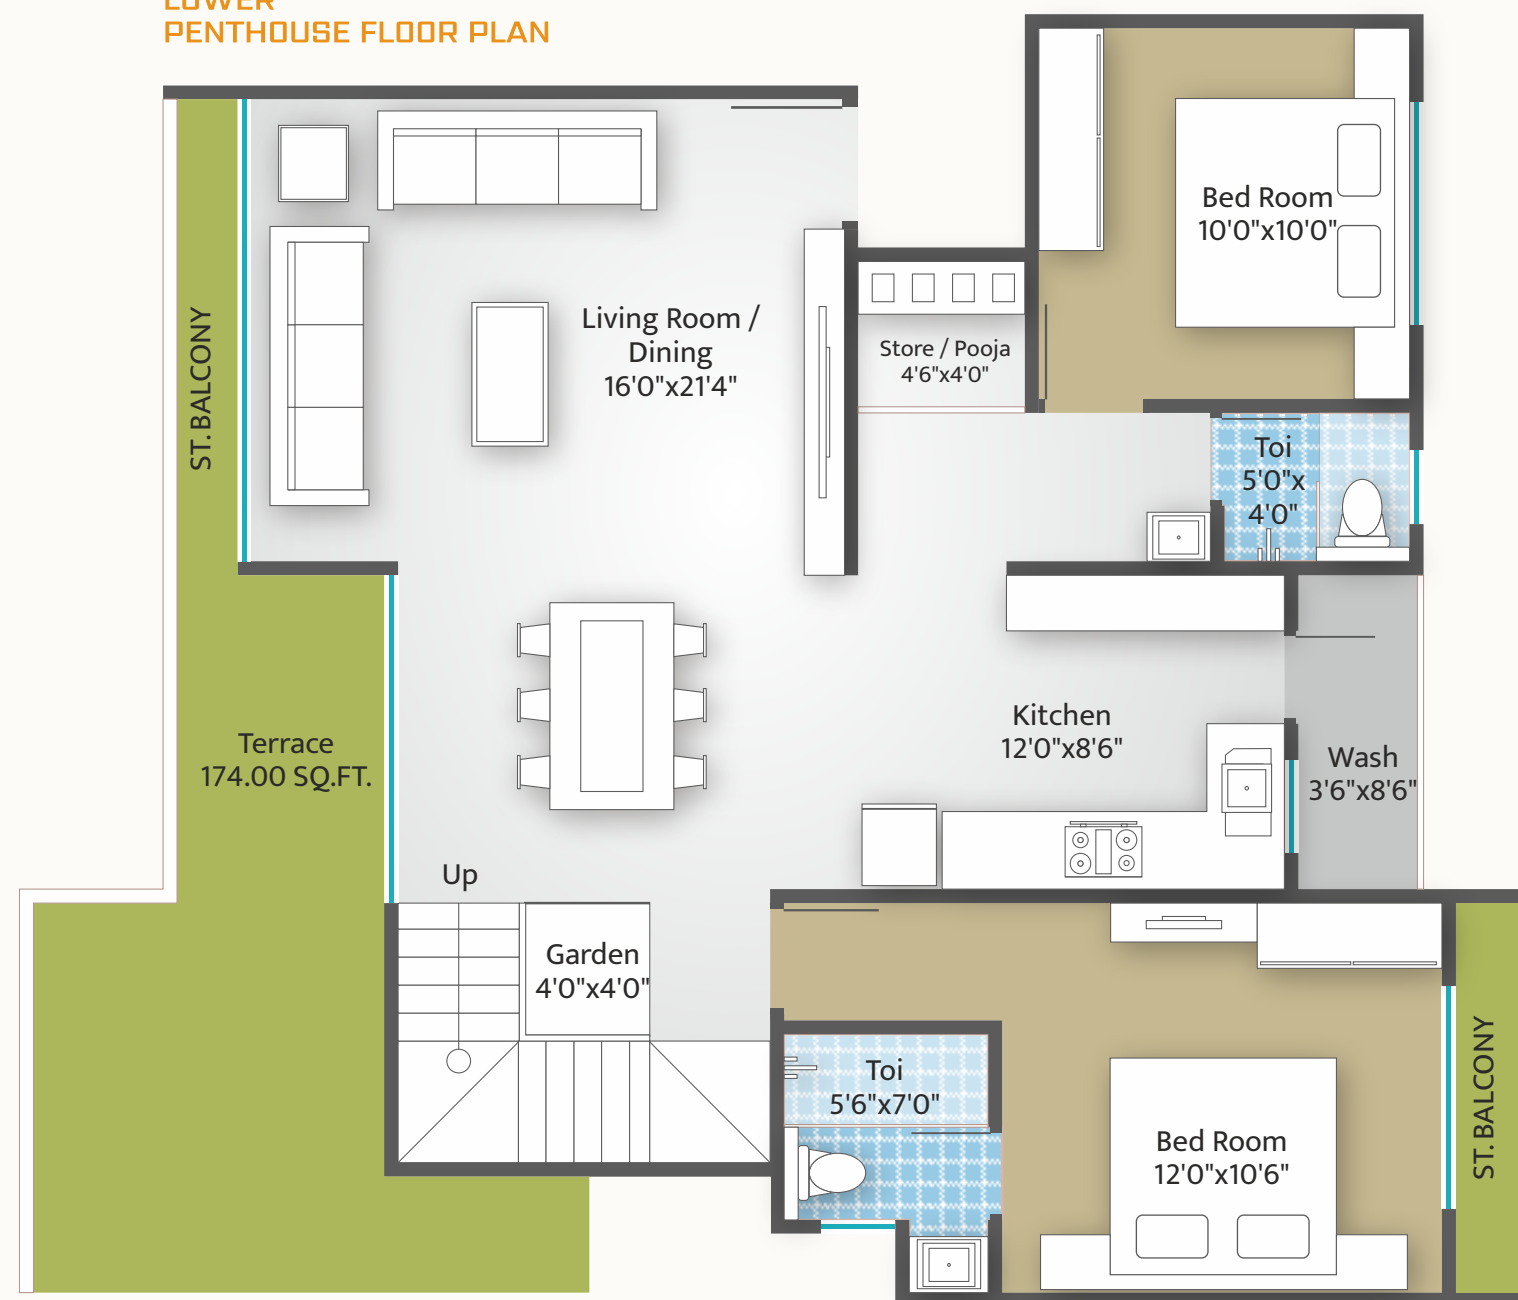 LOWER
PENTHOUSE FLOOR PLAN
Bed Room
10'0"x10'0"
Living Room /
Dining
16'0"x21'4"
Store / Pooja
4'6"x4'0"
ST. BALCONY
Toi
5'0"x
4'0"
Kitchen
12'0"x8'6"
Wash
3'6"x8'6"
Terrace
174.00 SQ.FT.
Up
Garden
4'0"x4'0"
Toi
5'6"x7'0"
Bed Room
12'0"x10'6"
ST. BALCONY